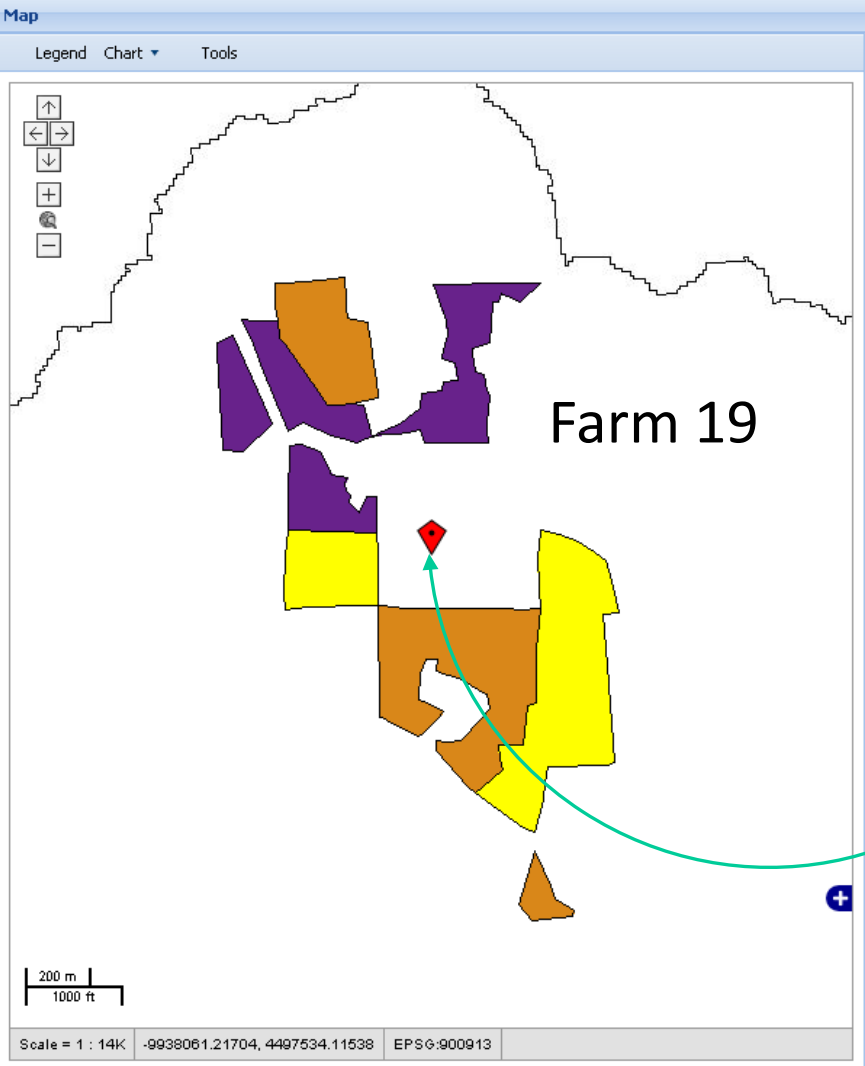 Map
Legend Chart Tools
Farm 19
200 m
1000 ft
Scale = 1 : 14K -9938061.21704, 4497534.11538 EPSG:900913